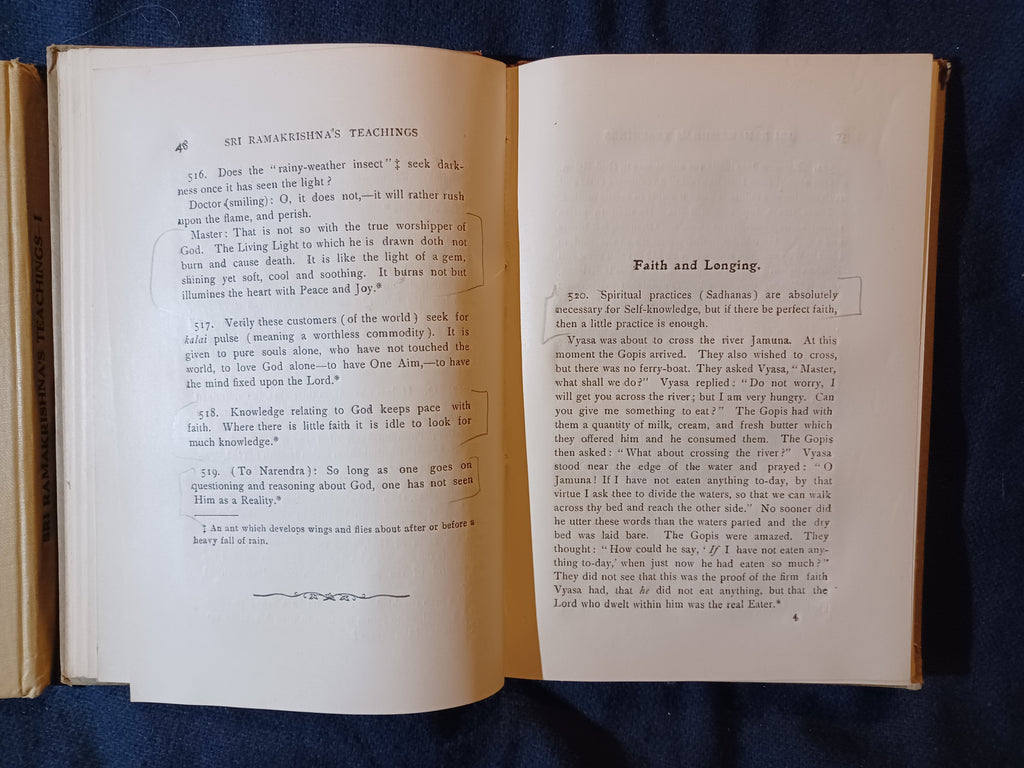 SRI RAMAKRISHNA'S TEACHINGS I
48 SRI RAMAKRISHNA'S TEACHINGS
516. Does the "rainy-weather insect"‡ seek dark-
ness once it has seen the light?
Doctor (smiling): O, it does not,—it will rather rush
upon the flame, and perish.
Master: That is not so with the true worshipper of
God. The Living Light to which he is drawn doth not
burn and cause death. It is like the light of a gem,
shining yet soft, cool and soothing. It burns not but
illumines the heart with Peace and Joy.*
517. Verily these customers (of the world) seek for
kalai pulse (meaning a worthless commodity). It is
given to pure souls alone, who have not touched the
world, to love God alone—to have One Aim,—to have
the mind fixed upon the Lord.*
518. Knowledge relating to God keeps pace with
faith. Where there is little faith it is idle to look for
much knowledge.*
519. (To Narendra): So long as one goes on
questioning and reasoning about God, one has not seen
Him as a Reality.*
‡ An ant which develops wings and flies about after or before a
heavy fall of rain.
Faith and Longing.
520. Spiritual practices (Sadhanas) are absolutely
necessary for Self-knowledge, but if there be perfect faith,
then a little practice is enough.
Vyasa was about to cross the river Jamuna. At this
moment the Gopis arrived. They also wished to cross,
but there was no ferry-boat. They asked Vyasa, "Master,
what shall we do?" Vyasa replied: "Do not worry, I
will get you across the river; but I am very hungry. Can
you give me something to eat?" The Gopis had with
them a quantity of milk, cream, and fresh butter which
they offered him and he consumed them. The Gopis
then asked: "What about crossing the river?" Vyasa
stood near the edge of the water and prayed: "O
Jamuna! If I have not eaten anything to-day, by that
virtue I ask thee to divide the waters, so that we can walk
across thy bed and reach the other side." No sooner did
he utter these words than the waters parted and the dry
bed was laid bare. The Gopis were amazed. They
thought: "How could he say, 'If I have not eaten any-
thing to-day,' when just now he had eaten so much?"
They did not see that this was the proof of the firm faith
Vyasa had, that he did not eat anything, but that the
Lord who dwelt within him was the real Eater.*
4